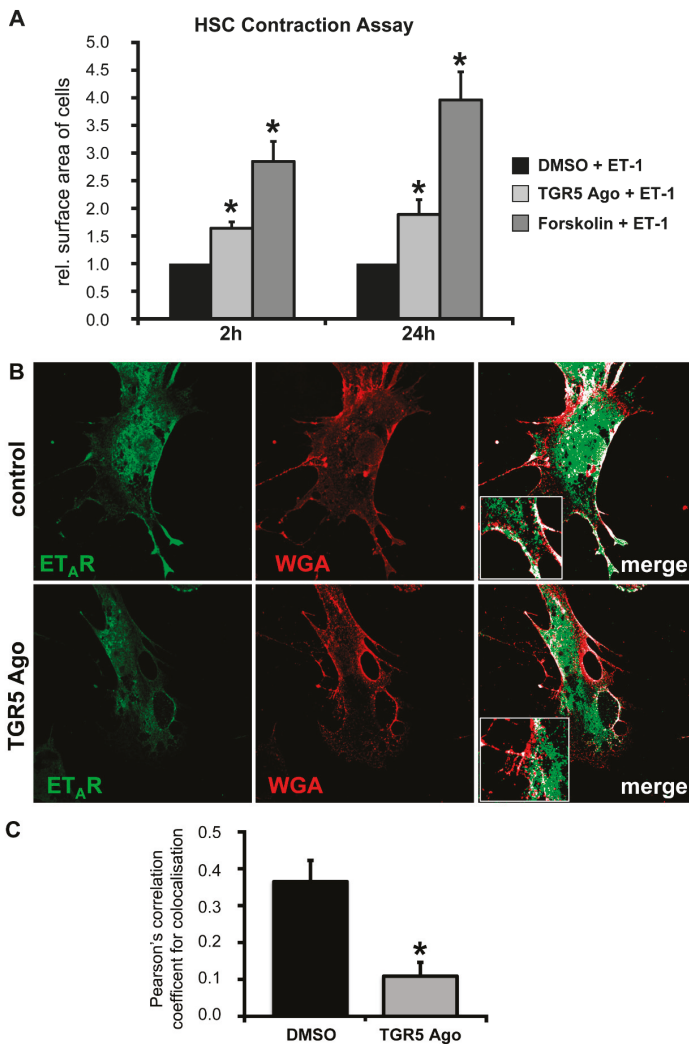 A
HSC Contraction Assay
rel. surface area of cells
5.0
4.5
4.0
3.5
3.0
2.5
2.0
1.5
1.0
0.5
0.0
*
*
*
*
2h
24h
DMSO + ET-1
TGR5 Ago + ET-1
Forskolin + ET-1
B
control
ETAR
WGA
merge
TGR5 Ago
ETAR
WGA
merge
C
Pearson's correlation
coefficent for colocalisation
0.5
0.4
0.3
0.2
0.1
0.0
*
DMSO
TGR5 Ago